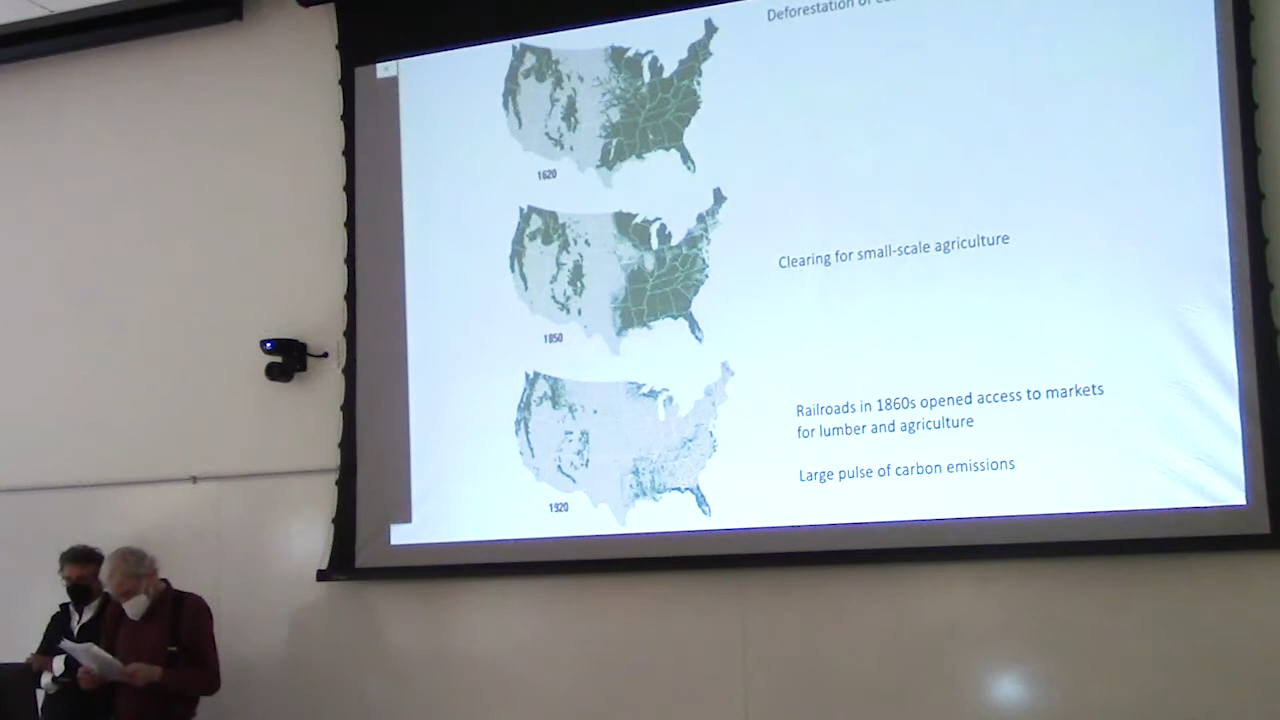 Deforestation of
1620
1850
Clearing for small-scale agriculture
1920
Railroads in 1860s opened access to markets
for lumber and agriculture
Large pulse of carbon emissions